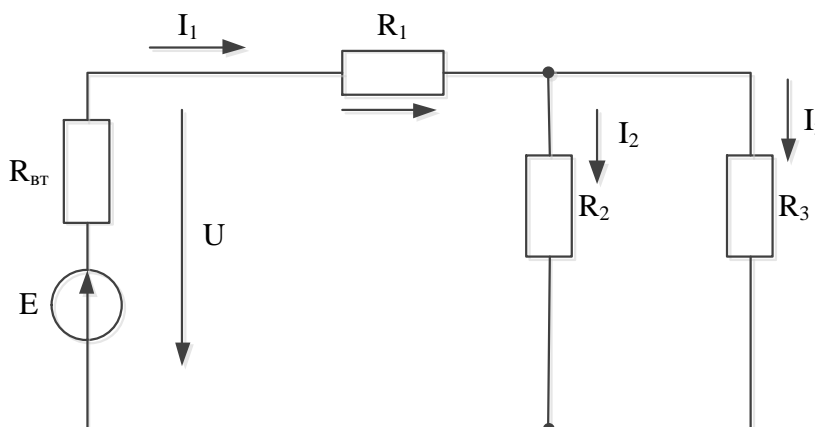 I₁
R₁
I
I₂
Rвт
R₂
R₃
U
E